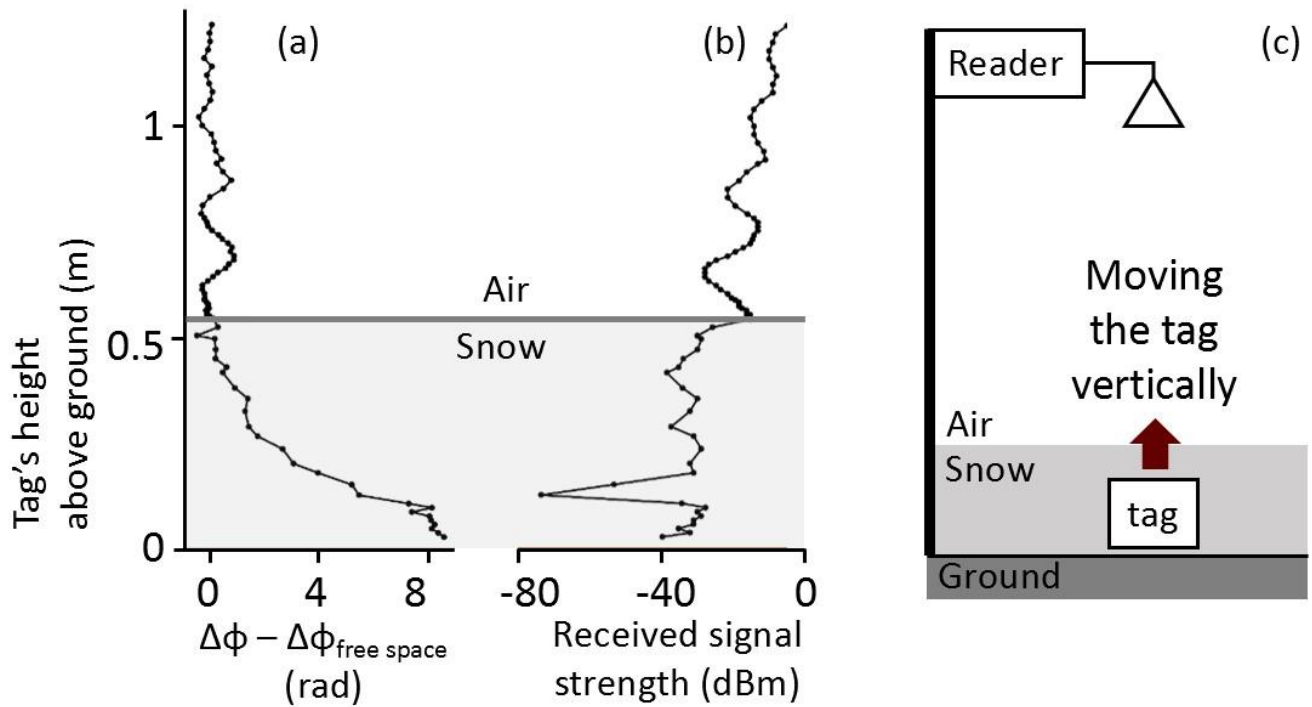 (a)
(b)
(c)
Tag's height
above ground (m)
1
0.5
0
Air
Snow
0 4 8
-80 -40 0
Δϕ – Δϕfree space
(rad)
Received signal
strength (dBm)
Reader
Moving
the tag
vertically
Air
Snow
tag
Ground